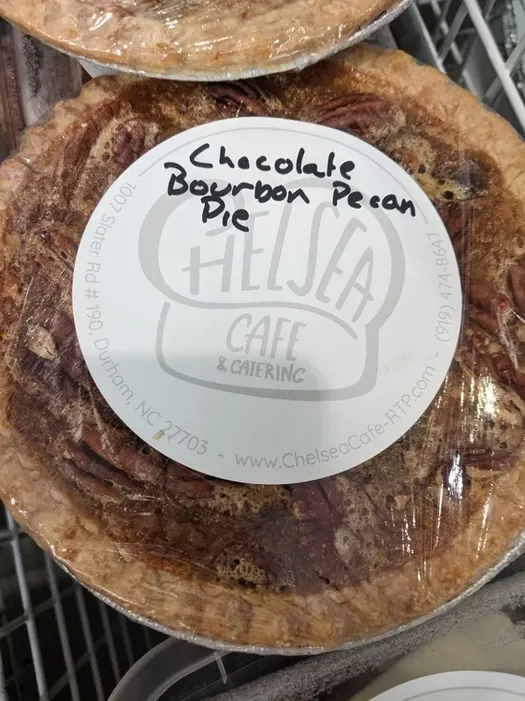 Chocolate
Bourbon Pecan
Pie
CHELSEA
CAFE
& CATERING
1007 Slater Rd #190, Durham, NC 27703 - www.ChelseaCafe-RTP.com - (919) 474-8647